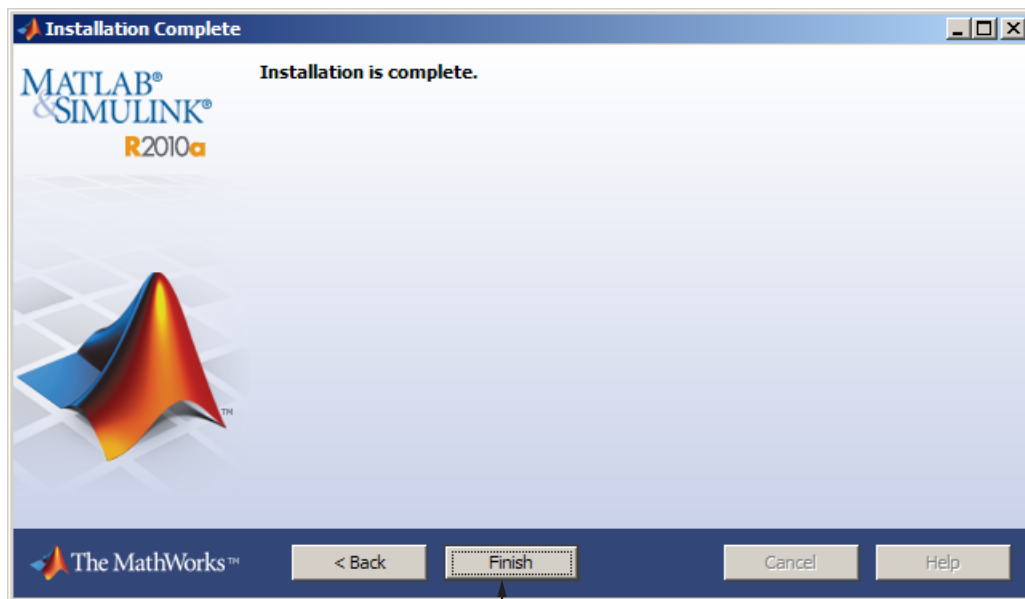 Installation Complete
MATLAB®
&SIMULINK®
R2010a
Installation is complete.
TM
The MathWorks™
< Back
Finish
Cancel
Help